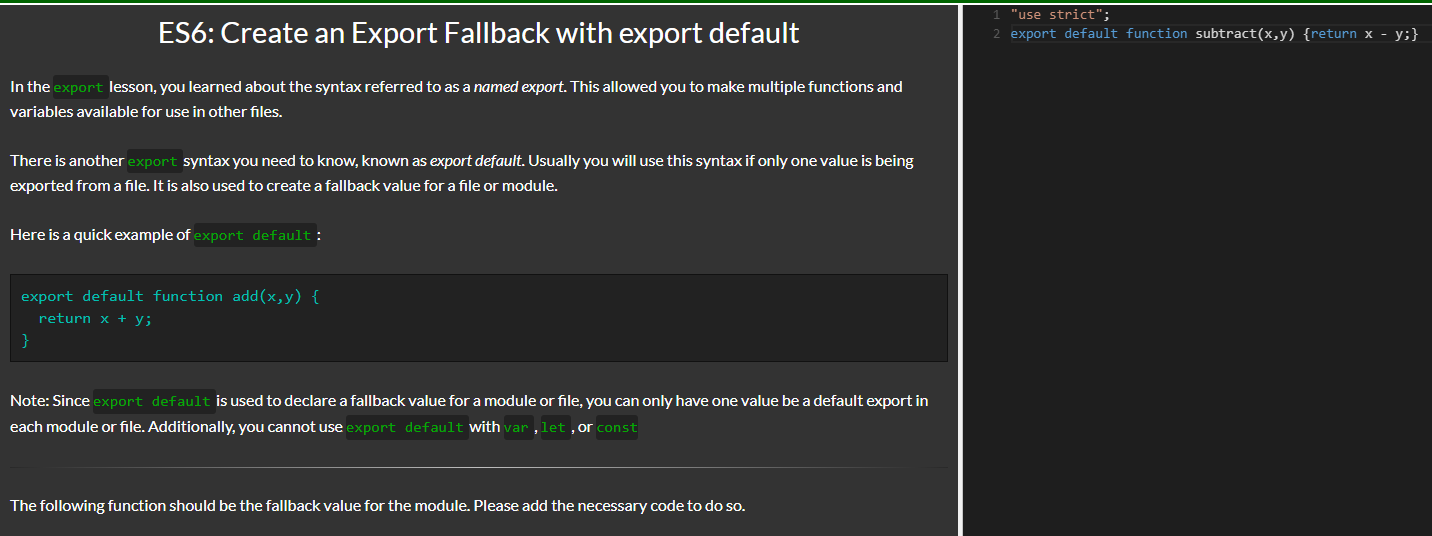 ES6: Create an Export Fallback with export default
In the export lesson, you learned about the syntax referred to as a named export. This allowed you to make multiple functions and
variables available for use in other files.
There is another export syntax you need to know, known as export default. Usually you will use this syntax if only one value is being
exported from a file. It is also used to create a fallback value for a file or module.
Here is a quick example of export default :
export default function add(x,y) {
  return x + y;
}
Note: Since export default is used to declare a fallback value for a module or file, you can only have one value be a default export in
each module or file. Additionally, you cannot use export default with var , let , or const
The following function should be the fallback value for the module. Please add the necessary code to do so.
1 "use strict";
2 export default function subtract(x,y) {return x - y;}